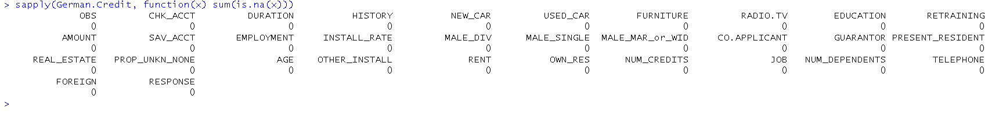 > sapply(German.Credit, function(x) sum(is.na(x)))
OBS CHK_ACCT DURATION HISTORY NEW_CAR USED_CAR FURNITURE RADIO.TV EDUCATION RETRAINING
0 0 0 0 0 0 0 0 0 0
AMOUNT SAV_ACCT EMPLOYMENT INSTALL_RATE MALE_DIV MALE_SINGLE MALE_MAR_or_WID CO.APPLICANT GUARANTOR PRESENT_RESIDENT
0 0 0 0 0 0 0 0 0 0
REAL_ESTATE PROP_UNKN_NONE AGE OTHER_INSTALL RENT OWN_RES NUM_CREDITS JOB NUM_DEPENDENTS TELEPHONE
0 0 0 0 0 0 0 0 0 0
FOREIGN RESPONSE
0 0
>